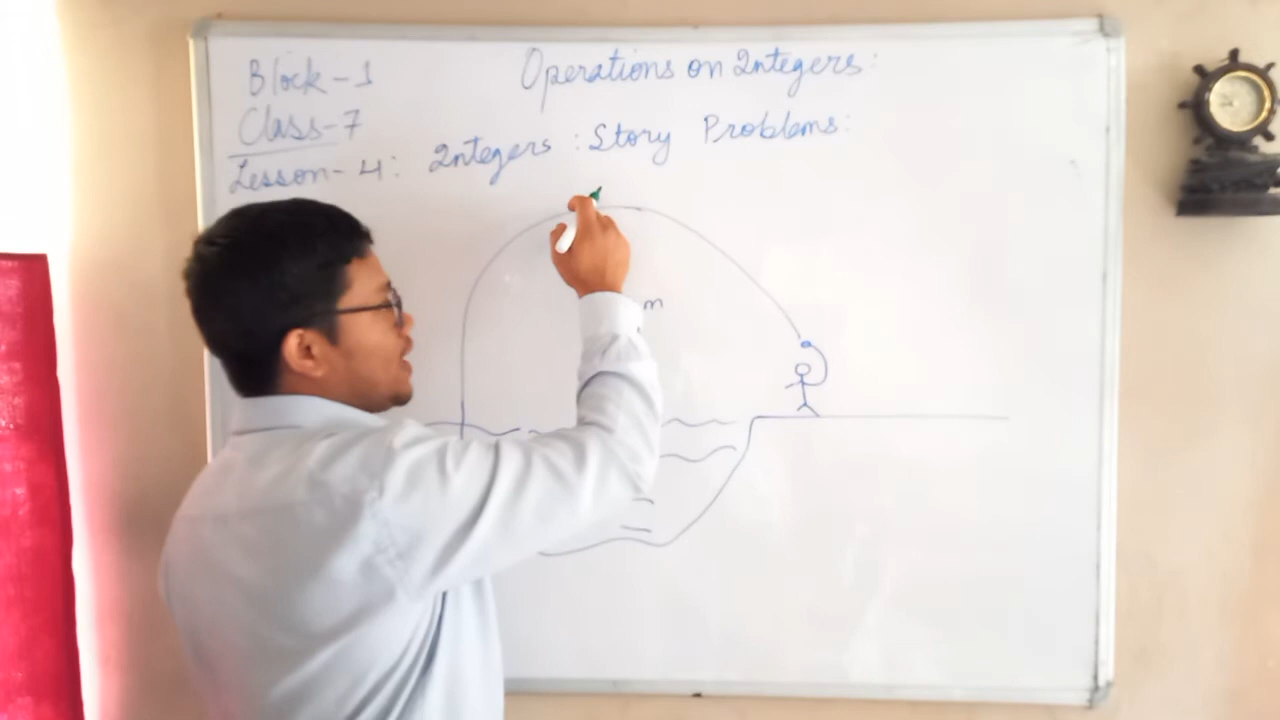 Block-1
Operations on Integers:
Class-7
Lesson-4: Integers: Story Problems:
m